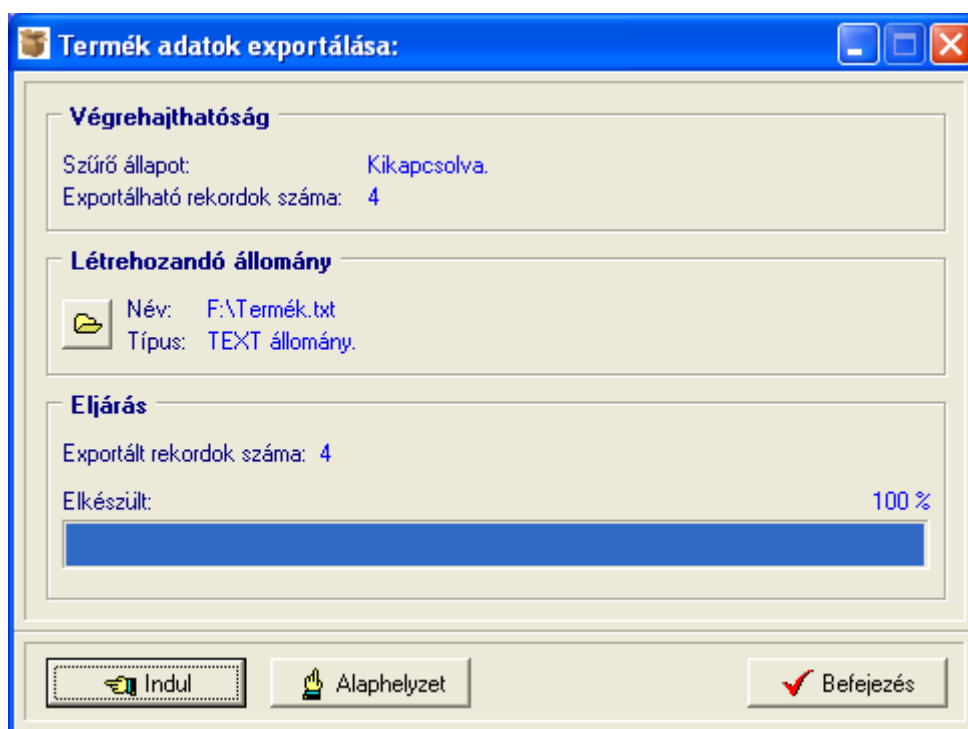 Termék adatok exportálása:
Végrehajthatóság
Szűrő állapot: Kikapcsolva.
Exportálható rekordok száma: 4
Létrehozandó állomány
Név: F:\Termék.txt
Típus: TEXT állomány.
Eljárás
Exportált rekordok száma: 4
Elkészült: 100 %
Indul Alaphelyzet Befejezés